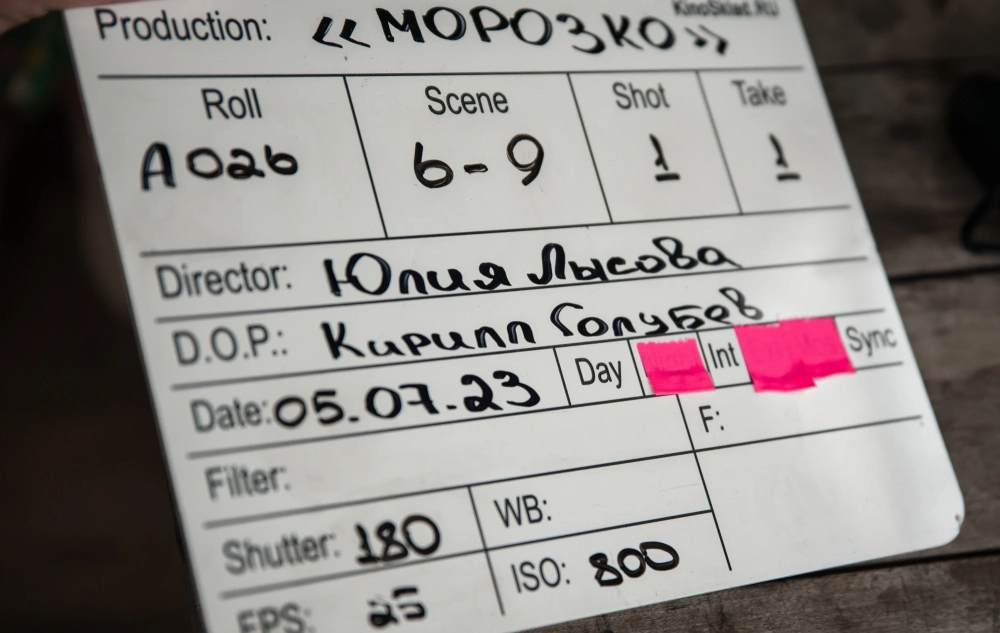 KinoSklad.RU
Production: «МОРОЗКО»
Roll Scene Shot Take
A026 6-9 1 1
Director: Юлия Лысова
D.O.P.: Кирилл Голубев
Date: 05.07.23 Day Int Sync
Filter: F:
Shutter: 180 WB:
FPS: 25 ISO: 800